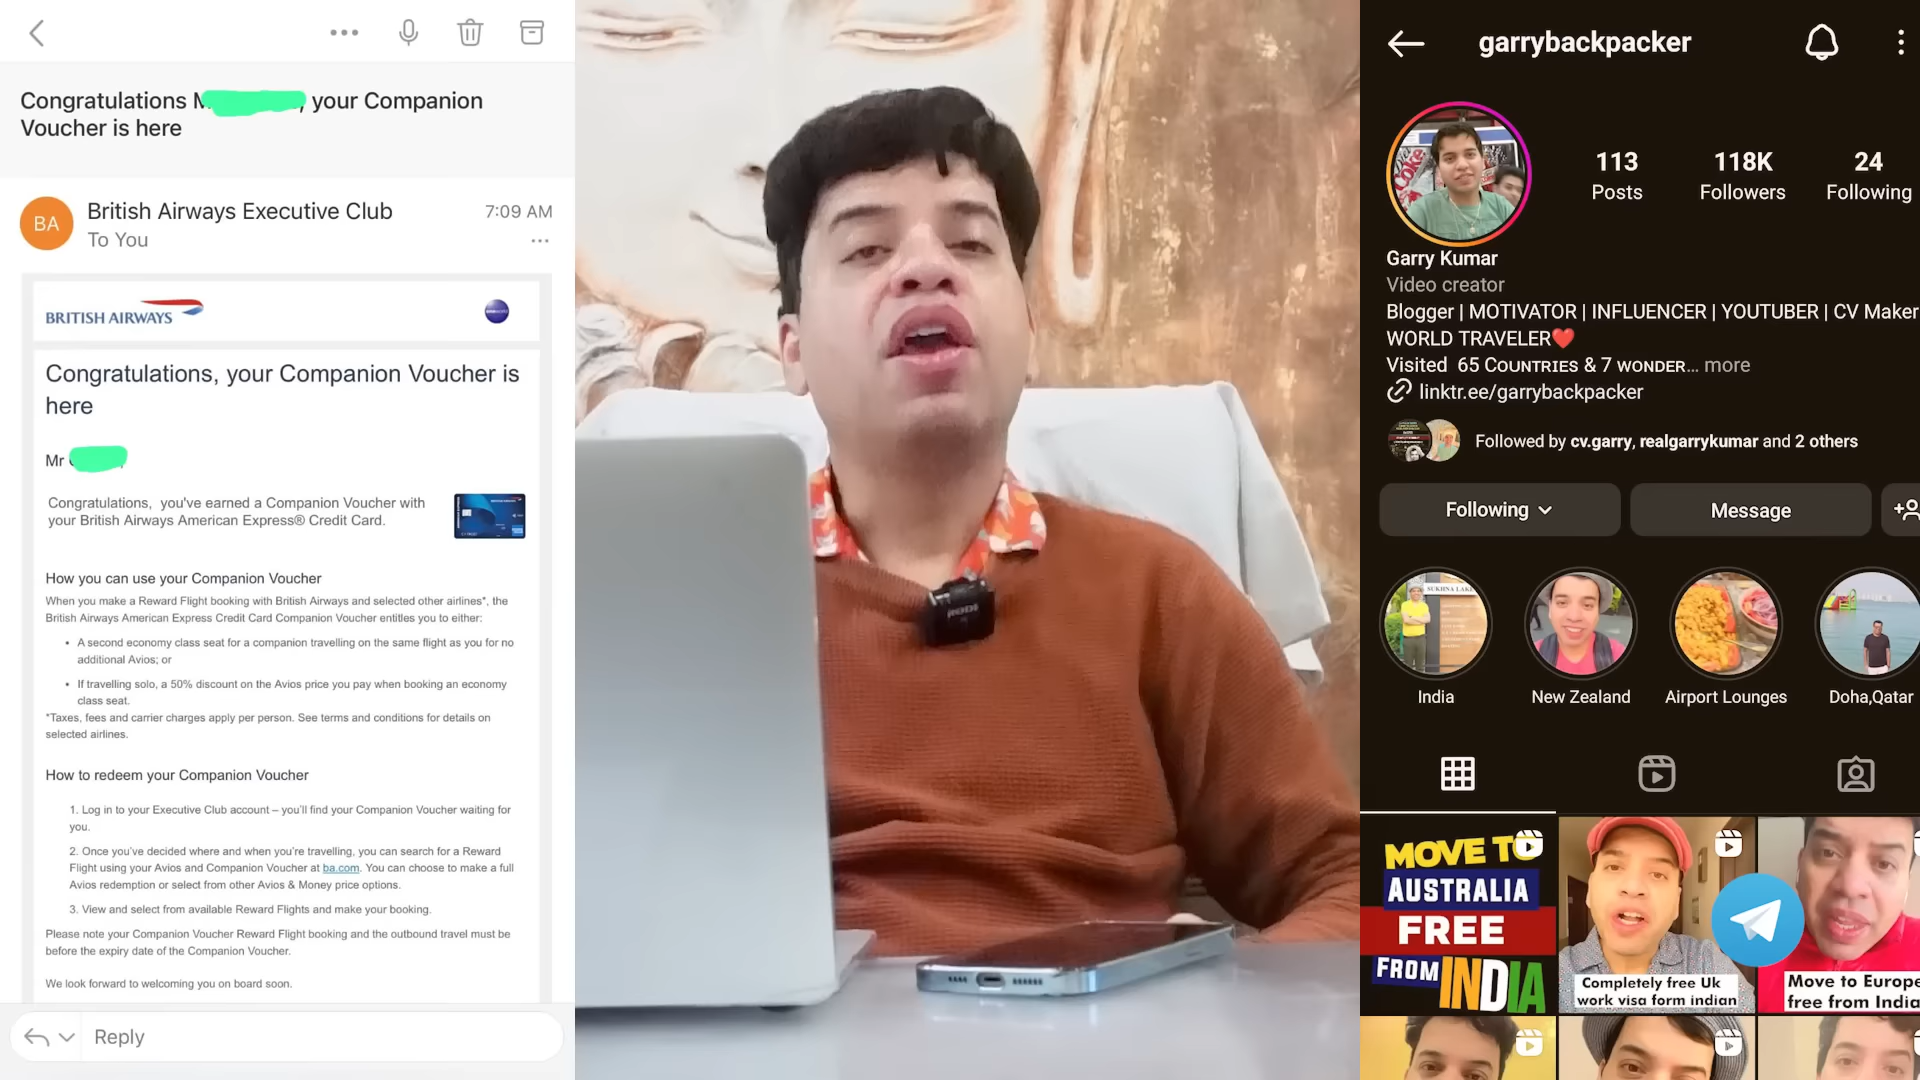 Congratulations M, your Companion
Voucher is here
BA
British Airways Executive Club
7:09 AM
To You
BRITISH AIRWAYS
Congratulations, your Companion Voucher is
here
Mr
Congratulations, you've earned a Companion Voucher with
your British Airways American Express® Credit Card.
How you can use your Companion Voucher
When you make a Reward Flight booking with British Airways and selected other airlines*, the
British Airways American Express Credit Card Companion Voucher entitles you to either:
• A second economy class seat for a companion travelling on the same flight as you for no
additional Avios; or
• If travelling solo, a 50% discount on the Avios price you pay when booking an economy
class seat.
*Taxes, fees and carrier charges apply per person. See terms and conditions for details on
selected airlines.
How to redeem your Companion Voucher
1. Log in to your Executive Club account – you'll find your Companion Voucher waiting for
you.
2. Once you've decided where and when you're travelling, you can search for a Reward
Flight using your Avios and Companion Voucher at ba.com. You can choose to make a full
Avios redemption or select from other Avios & Money price options.
3. View and select from available Reward Flights and make your booking.
Please note your Companion Voucher Reward Flight booking and the outbound travel must be
before the expiry date of the Companion Voucher.
We look forward to welcoming you on board soon.
Reply
RODE
garrybackpacker
Coke
113
Posts
118K
Followers
24
Following
Garry Kumar
Video creator
Blogger | MOTIVATOR | INFLUENCER | YOUTUBER | CV Maker
WORLD TRAVELER❤️
Visited 65 Countries & 7 wonder... more
linktr.ee/garrybackpacker
Followed by cv.garry, realgarrykumar and 2 others
Following
Message
SUKHNA LAKE
India
New Zealand
Airport Lounges
Doha,Qatar
MOVE TO
AUSTRALIA
FREE
FROM INDIA
Completely free Uk
work visa form indian
Move to Europe
free from India